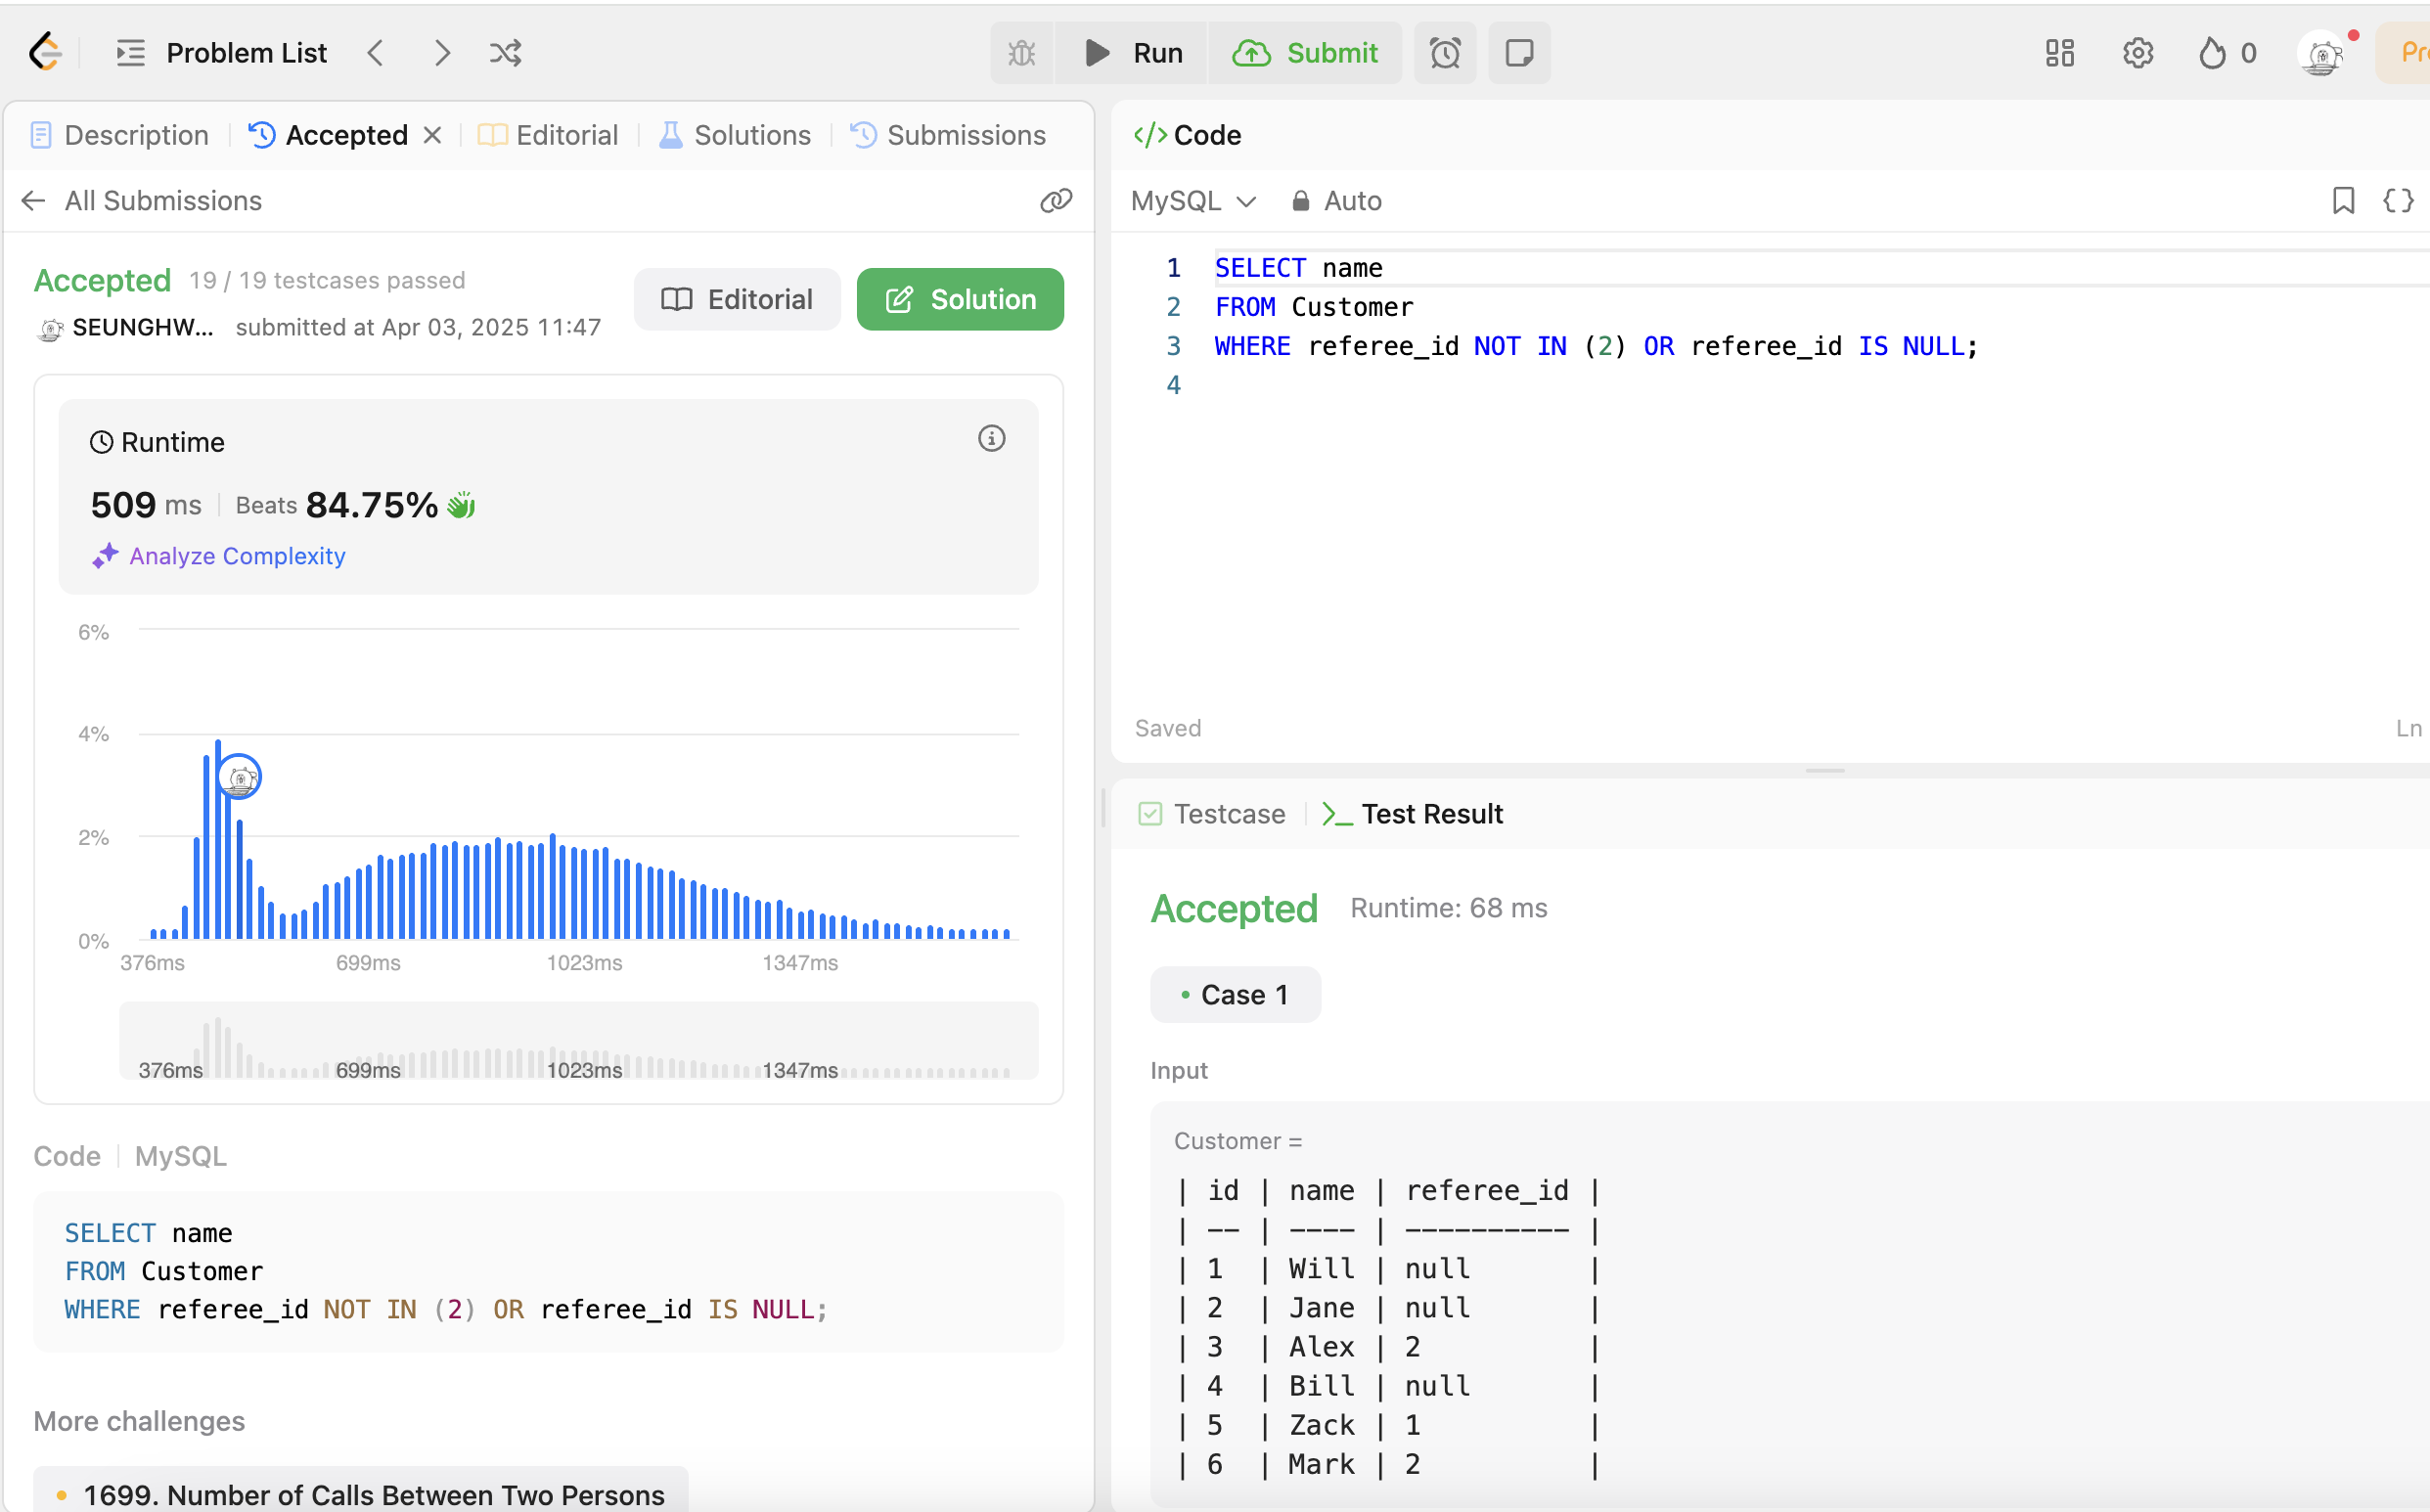 Problem List
Run
Submit
0
Description
Accepted
Editorial
Solutions
Submissions
All Submissions
Accepted 19 / 19 testcases passed
SEUNGHW... submitted at Apr 03, 2025 11:47
Editorial
Solution
Runtime
509 ms Beats 84.75%
Analyze Complexity
6%
4%
2%
0%
376ms 699ms 1023ms 1347ms
376ms 699ms 1023ms 1347ms
Code MySQL
SELECT name
FROM Customer
WHERE referee_id NOT IN (2) OR referee_id IS NULL;
More challenges
1699. Number of Calls Between Two Persons
</> Code
MySQL Auto
1 SELECT name
2 FROM Customer
3 WHERE referee_id NOT IN (2) OR referee_id IS NULL;
4
Saved
Ln
Testcase
Test Result
Accepted Runtime: 68 ms
Case 1
Input
Customer =
| id | name | referee_id |
| -- | ---- | ---------- |
| 1 | Will | null |
| 2 | Jane | null |
| 3 | Alex | 2 |
| 4 | Bill | null |
| 5 | Zack | 1 |
| 6 | Mark | 2 |